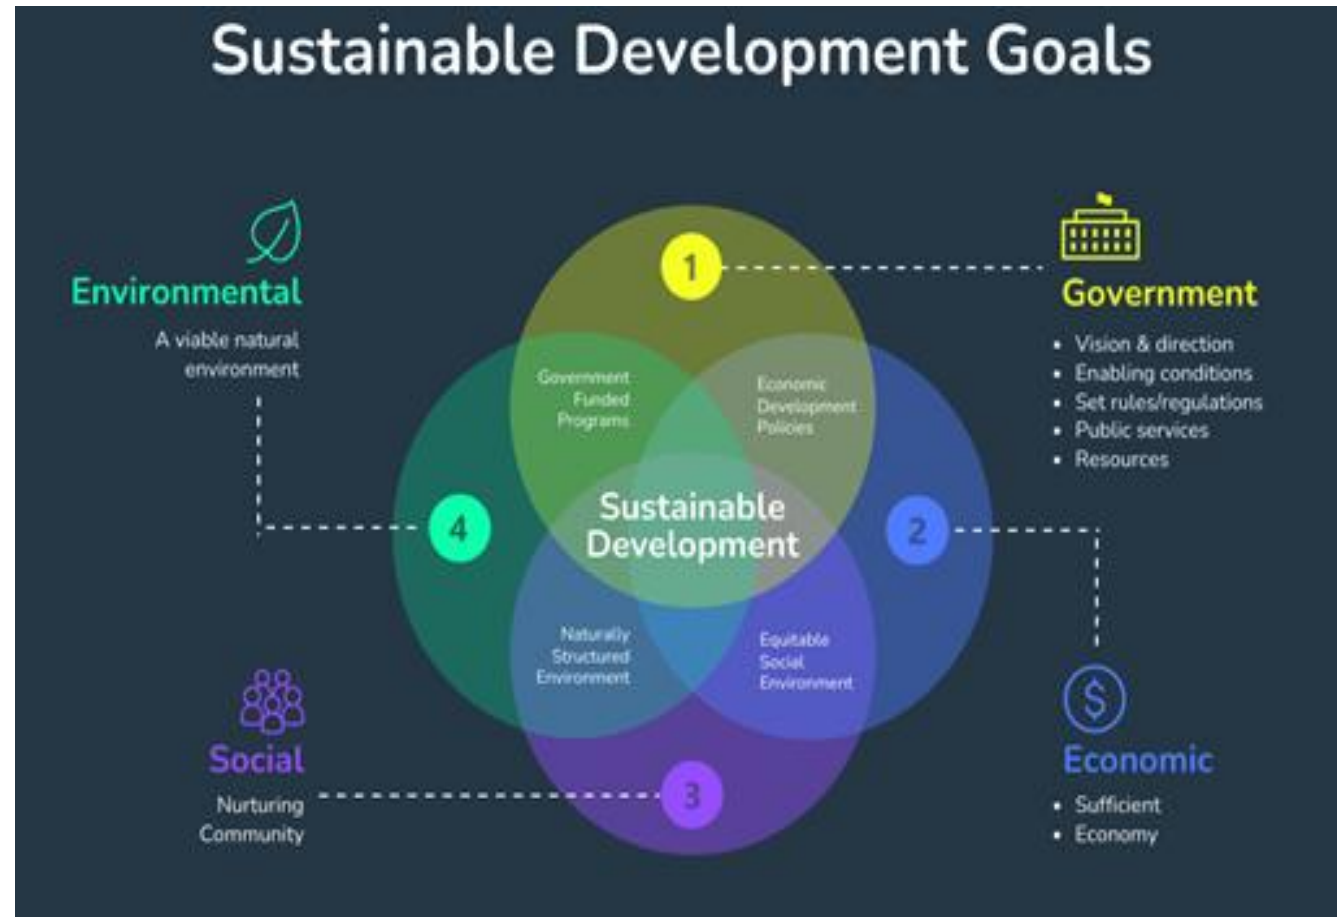 Sustainable Development Goals
Environmental
A viable natural
environment
1
Government
• Vision & direction
• Enabling conditions
• Set rules/regulations
• Public services
• Resources
Government
Funded
Programs
Economic
Development
Policies
4
Sustainable
Development
2
Naturally
Structured
Environment
Equitable
Social
Environment
Social
Nurturing
Community
3
$
Economic
• Sufficient
• Economy